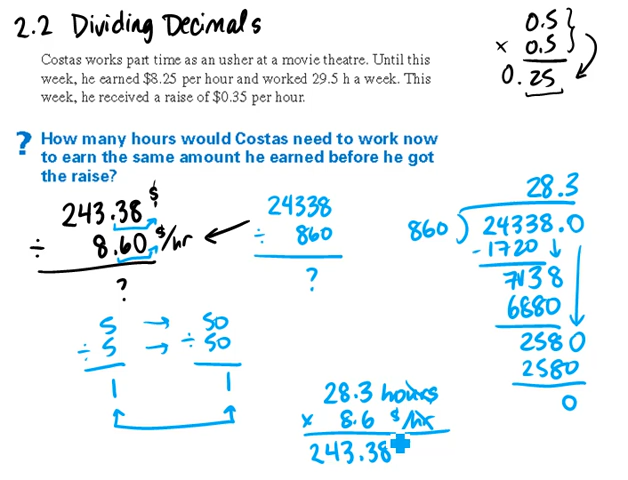 2.2 Dividing Decimals
Costas works part time as an usher at a movie theatre. Until this
week, he earned $8.25 per hour and worked 29.5 h a week. This
week, he received a raise of $0.35 per hour.
? How many hours would Costas need to work now
to earn the same amount he earned before he got
the raise?
0.5
× 0.5
0.25
243.38 $
÷ 8.60 $/hr
?
24338
÷ 860
?
28.3
860 ) 24338.0
- 1720
7138
6880
2580
2580
0
5 → 50
÷ 5 → ÷ 50
1 1
28.3 hours
× 8.6 $/hr
243.38